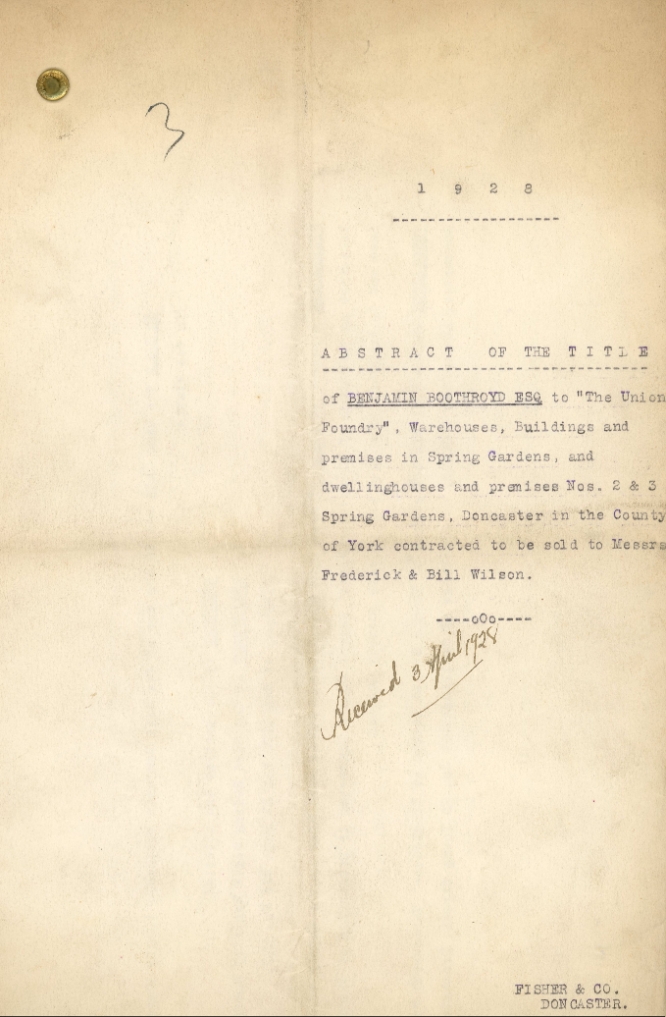 3
1 9 2 8
-------------------
A B S T R A C T   OF THE T I T L E
of BENJAMIN BOOTHROYD ESQ to "The Union
Foundry", Warehouses, Buildings and
premises in Spring Gardens, and
dwellinghouses and premises Nos. 2 & 3
Spring Gardens, Doncaster in the County
of York contracted to be sold to Messrs
Frederick & Bill Wilson.
----oOo----
Received 3 April 1928
FISHER & CO.
DONCASTER.